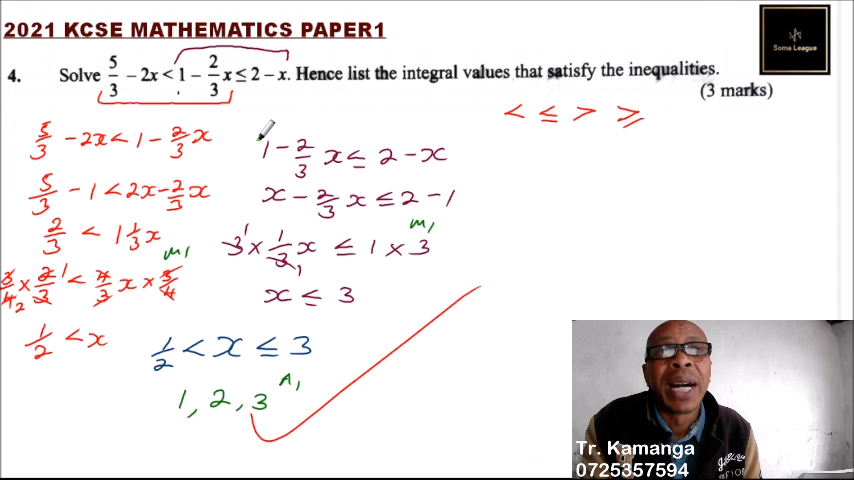 2021 KCSE MATHEMATICS PAPER1
Soma League
4. Solve 5/3 − 2x < 1 − 2/3 x ≤ 2 − x. Hence list the integral values that satisfy the inequalities.
(3 marks)
< ≤ > ≥
5/3 − 2x < 1 − 2/3 x
5/3 − 1 < 2x − 2/3 x
2/3 < 1 1/3 x
M1
3/4 2 × 2/3 1 < 4/3 x × 3/4
1/2 < x
1 − 2/3 x ≤ 2 − x
x − 2/3 x ≤ 2 − 1
M1
3 1 × 1/3 1 x ≤ 1 × 3
x ≤ 3
1/2 < x ≤ 3
1, 2, 3 A1
Tr. Kamanga
0725357594